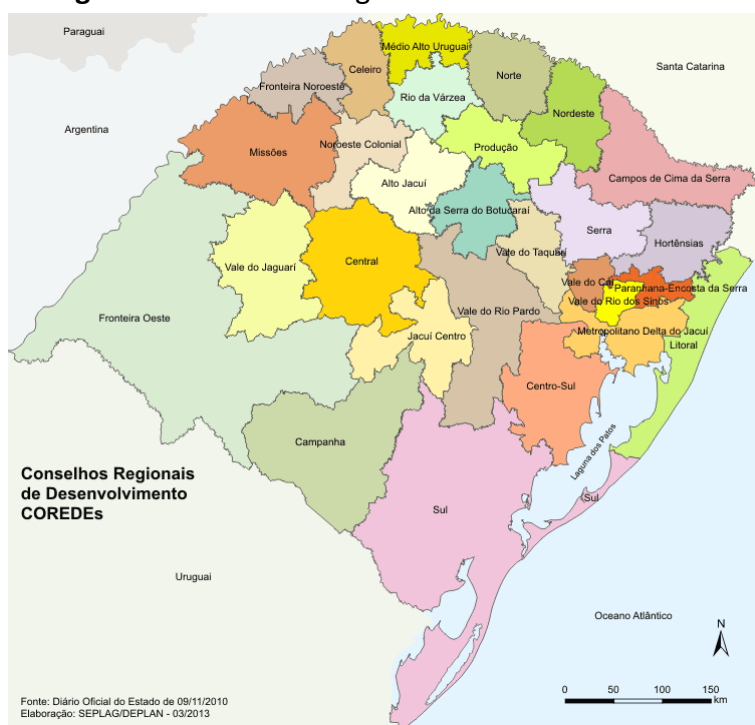 Paraguai
Médio Alto Uruguai
Santa Catarina
Celeiro
Norte
Fronteira Noroeste
Rio da Várzea
Nordeste
Argentina
Missões
Noroeste Colonial
Produção
Alto Jacuí
Campos de Cima da Serra
Alto da Serra do Botucaraí
Serra
Hortênsias
Vale do Taquari
Vale do Jaguarí
Central
Vale do Caí
Paranhana-Encosta da Serra
Vale do Rio dos Sinos
Fronteira Oeste
Vale do Rio Pardo
Jacuí Centro
Metropolitano Delta do Jacuí
Litoral
Centro-Sul
Campanha
Laguna dos Patos
Conselhos Regionais
de Desenvolvimento
COREDEs
Sul
Sul
Uruguai
Oceano Atlântico
N
0 50 100 150
km
Fonte: Diário Oficial do Estado de 09/11/2010
Elaboração: SEPLAG/DEPLAN - 03/2013